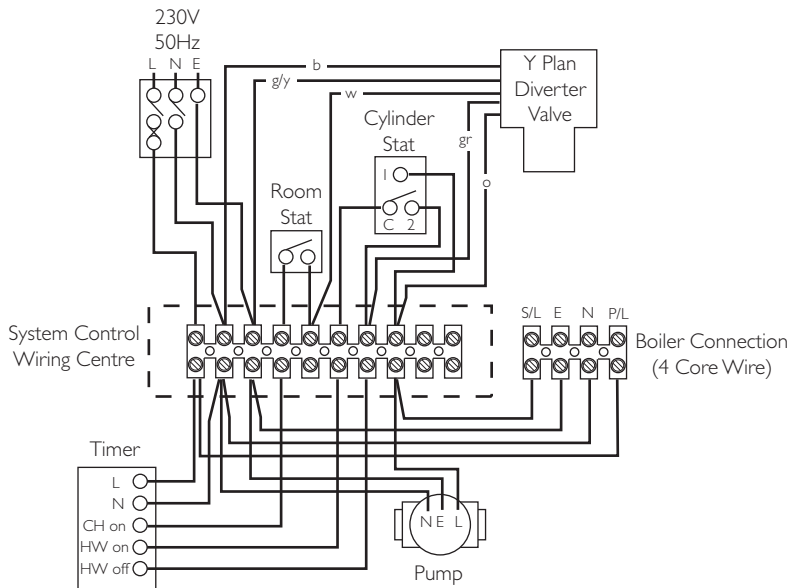 230V
50Hz
L N E
b
g/y
w
Y Plan
Diverter
Valve
Cylinder
Stat
gr
o
1
C 2
Room
Stat
System Control
Wiring Centre
S/L E N P/L
Boiler Connection
(4 Core Wire)
Timer
L
N
CH on
HW on
HW off
N E L
Pump